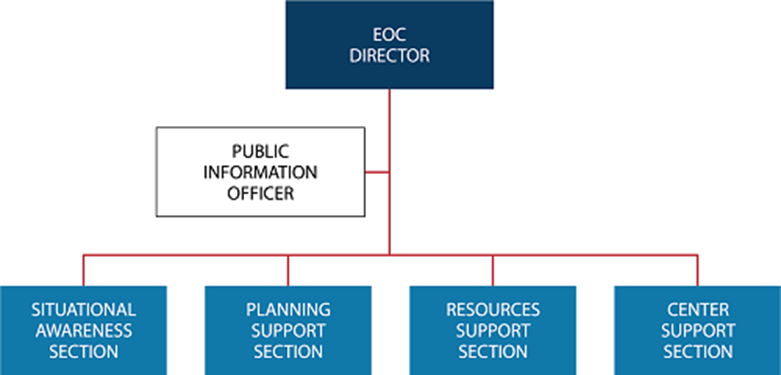 EOC
DIRECTOR
PUBLIC
INFORMATION
OFFICER
SITUATIONAL
AWARENESS
SECTION
PLANNING
SUPPORT
SECTION
RESOURCES
SUPPORT
SECTION
CENTER
SUPPORT
SECTION